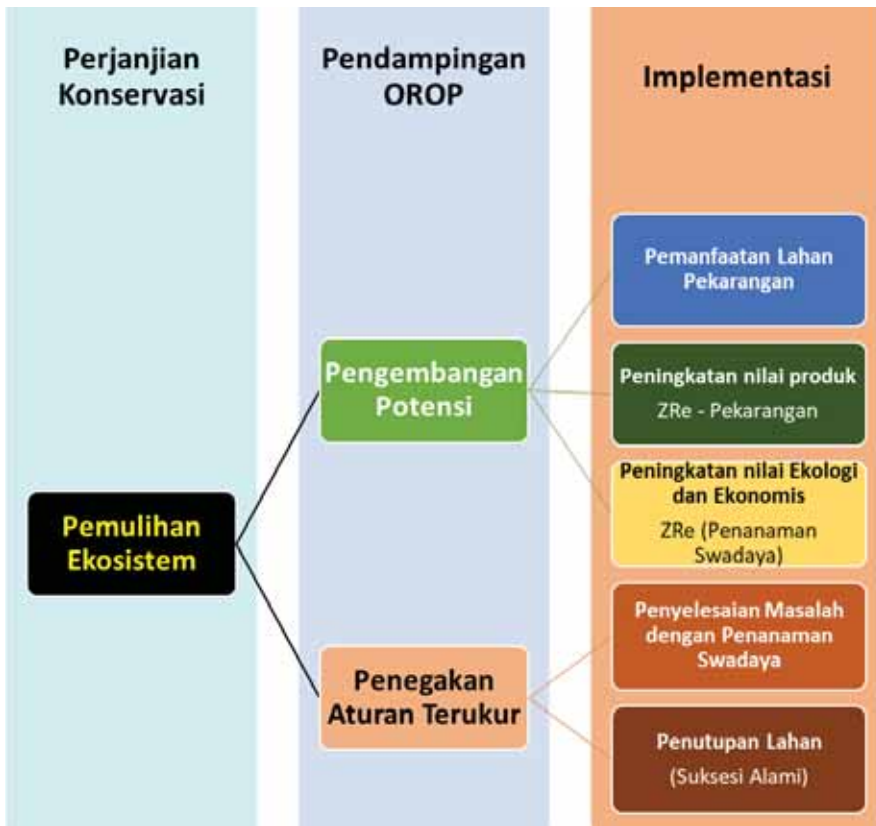 Perjanjian
Konservasi
Pendampingan
OROP
Implementasi
Pemulihan
Ekosistem
Pengembangan
Potensi
Penegakan
Aturan Terukur
Pemanfaatan Lahan
Pekarangan
Peningkatan nilai produk
ZRe - Pekarangan
Peningkatan nilai Ekologi
dan Ekonomis
ZRe (Penanaman
Swadaya)
Penyelesaian Masalah
dengan Penanaman
Swadaya
Penutupan Lahan
(Suksesi Alami)